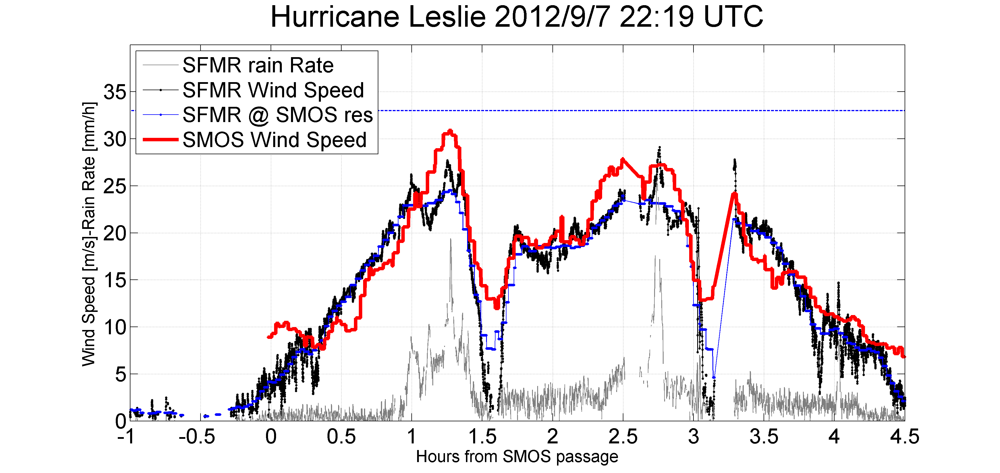 Hurricane Leslie 2012/9/7 22:19 UTC
SFMR rain Rate
SFMR Wind Speed
SFMR @ SMOS res
SMOS Wind Speed
Wind Speed [m/s]-Rain Rate [mm/h]
35
30
25
20
15
10
5
0
-1 -0.5 0 0.5 1 1.5 2 2.5 3 3.5 4 4.5
Hours from SMOS passage